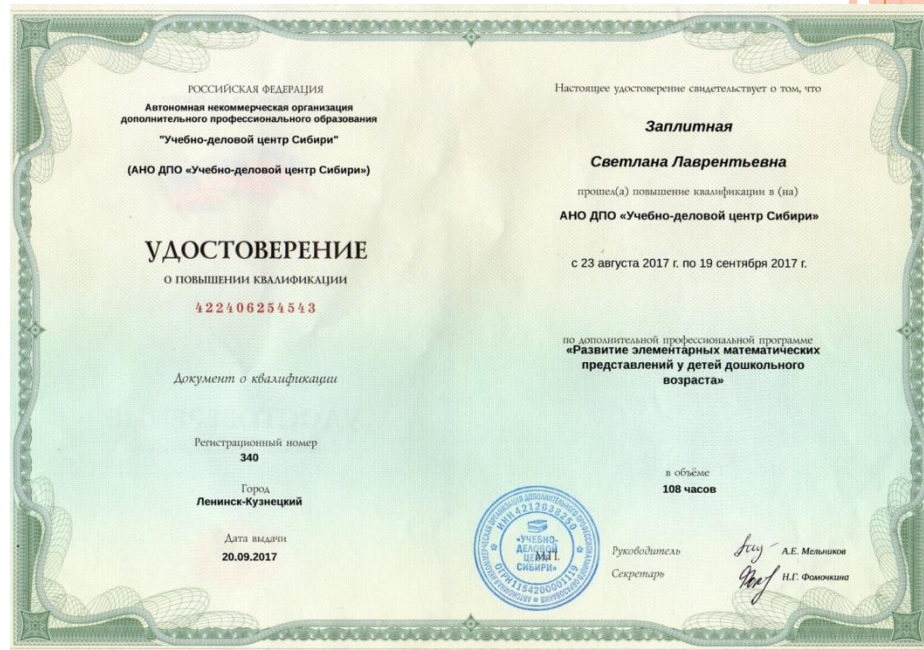 РОССИЙСКАЯ ФЕДЕРАЦИЯ
Автономная некоммерческая организация
дополнительного профессионального образования
"Учебно-деловой центр Сибири"
(АНО ДПО «Учебно-деловой центр Сибири»)
УДОСТОВЕРЕНИЕ
О ПОВЫШЕНИИ КВАЛИФИКАЦИИ
422406254543
Документ о квалификации
Регистрационный номер
340
Город
Ленинск-Кузнецкий
Дата выдачи
20.09.2017
Настоящее удостоверение свидетельствует о том, что
Заплитная
Светлана Лаврентьевна
прошел(а) повышение квалификации в (на)
АНО ДПО «Учебно-деловой центр Сибири»
с 23 августа 2017 г. по 19 сентября 2017 г.
по дополнительной профессиональной программе
«Развитие элементарных математических
представлений у детей дошкольного
возраста»
в объёме
108 часов
ИНН 4212038250
«УЧЕБНО-
ДЕЛОВОЙ
ЦЕНТР
СИБИРИ»
ОГРН 1154200001119
М.П.
Руководитель
А.Е. Мельников
Секретарь
Н.Г. Фомочкина